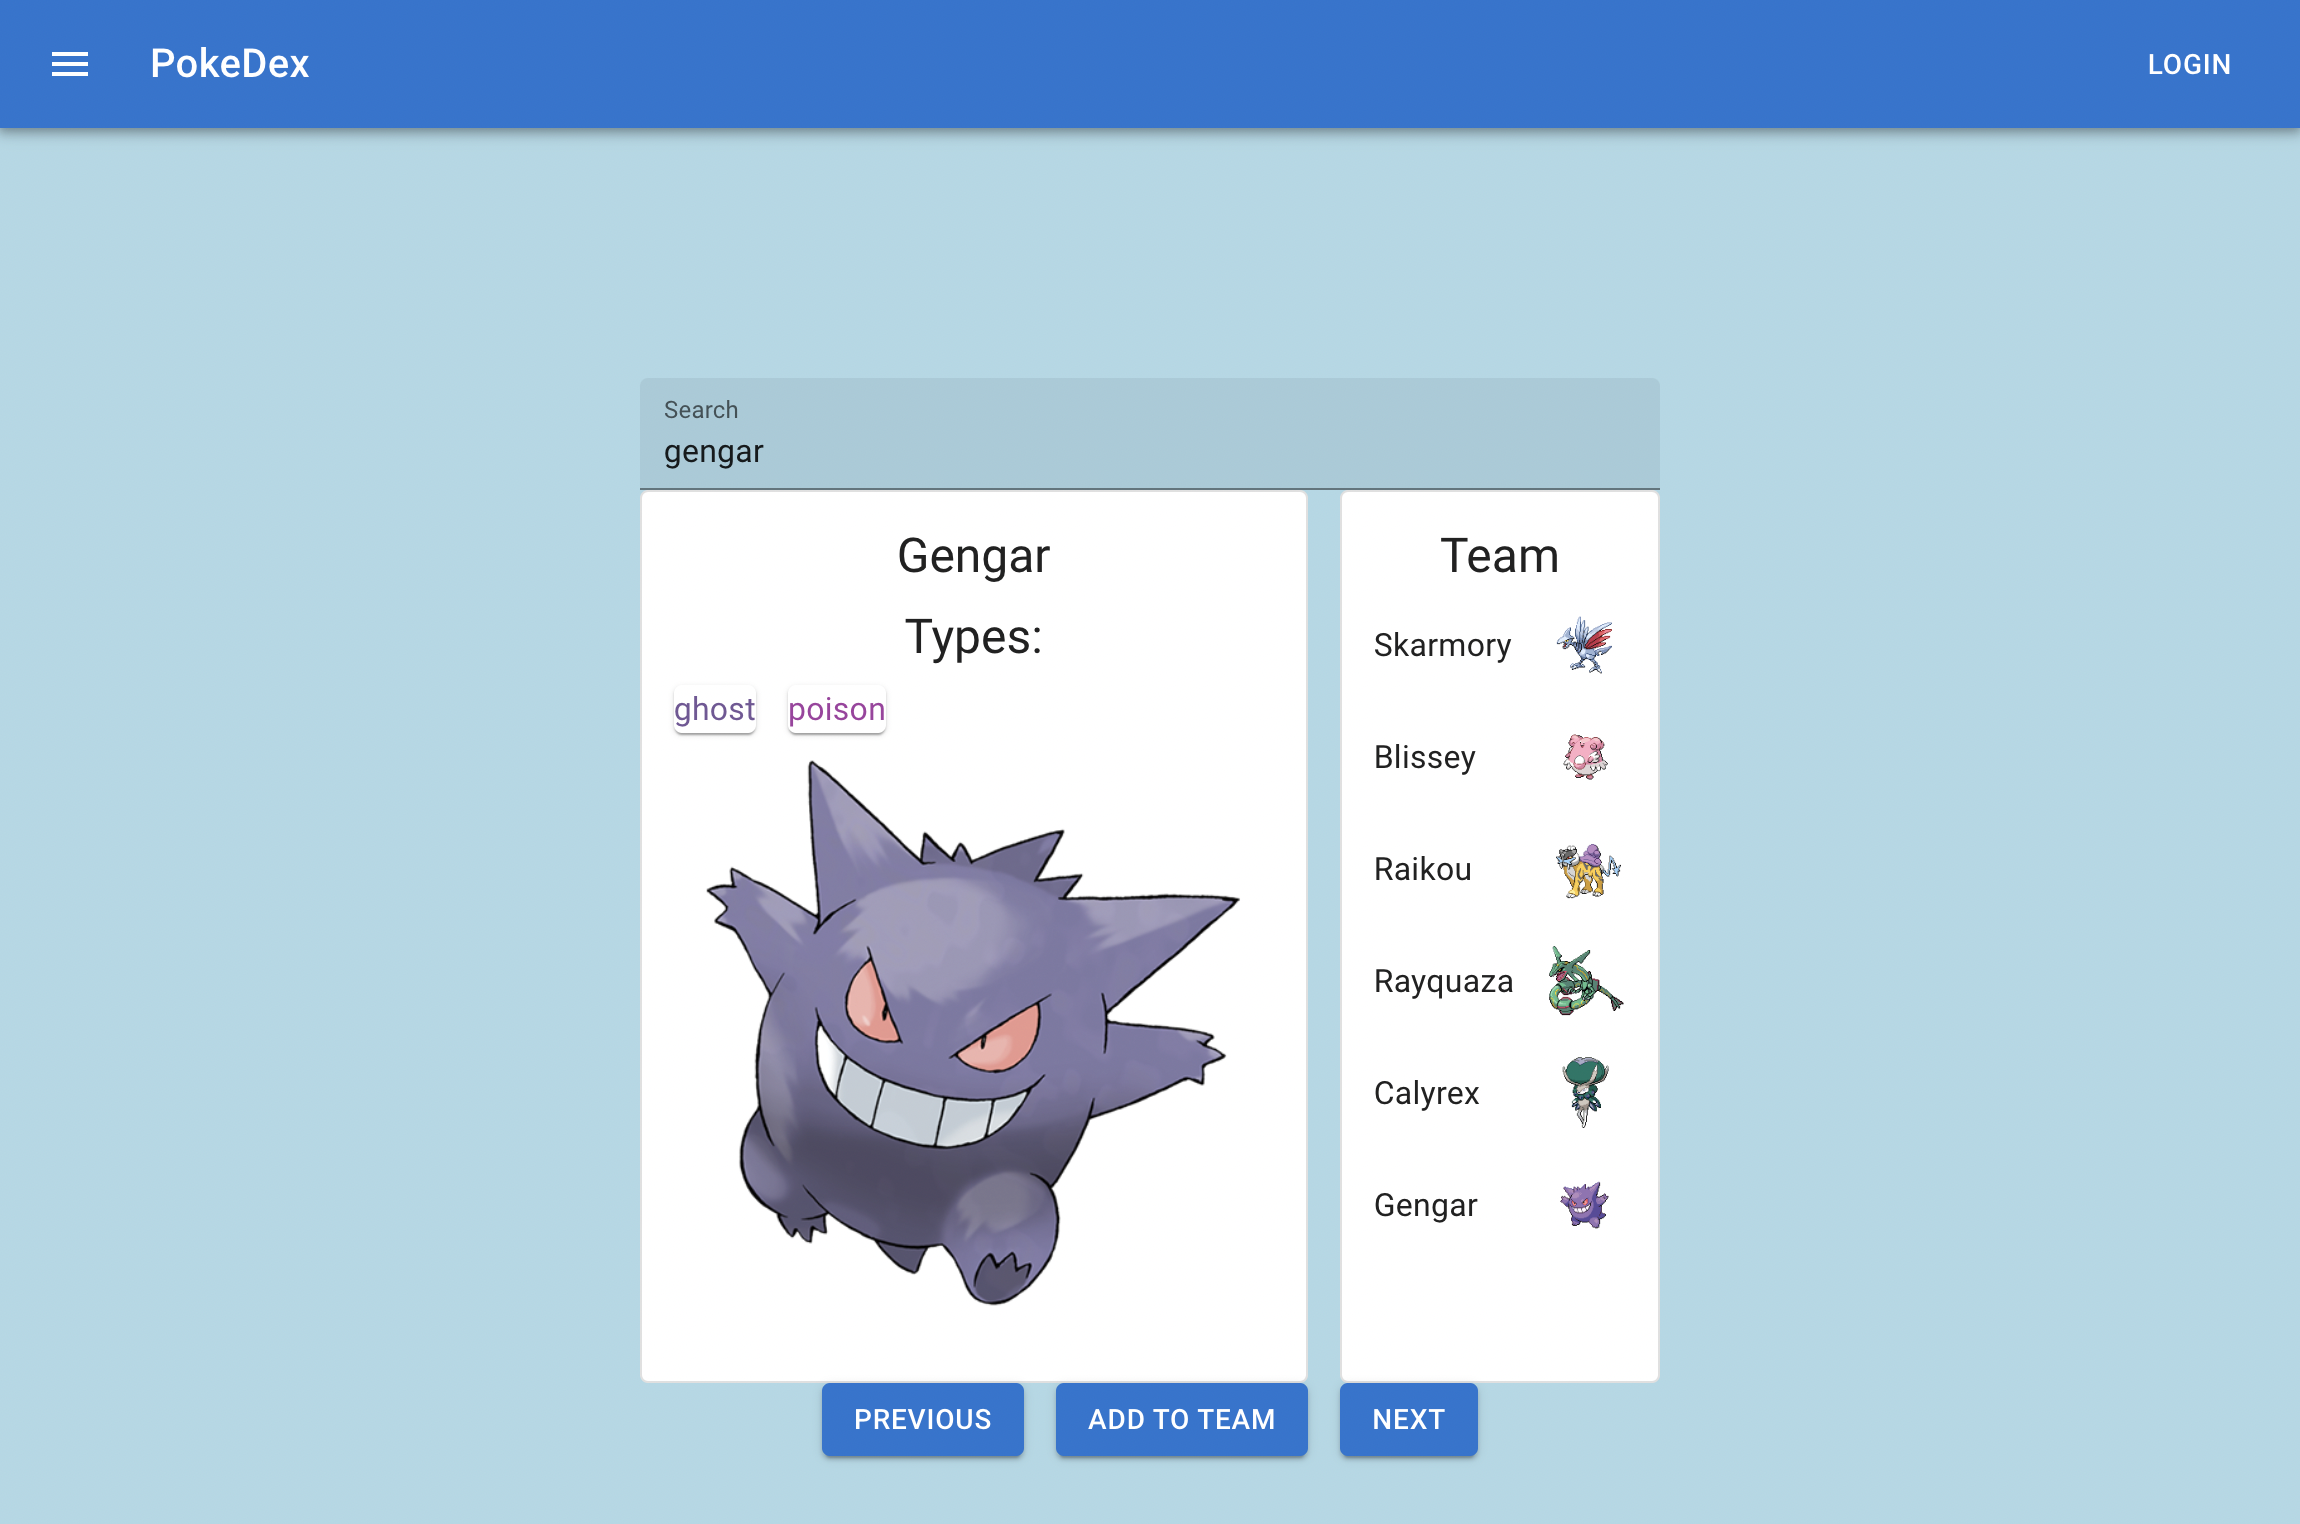 PokeDex
LOGIN
Search
gengar
Gengar
Types:
ghost poison
Team
Skarmory
Blissey
Raikou
Rayquaza
Calyrex
Gengar
PREVIOUS
ADD TO TEAM
NEXT